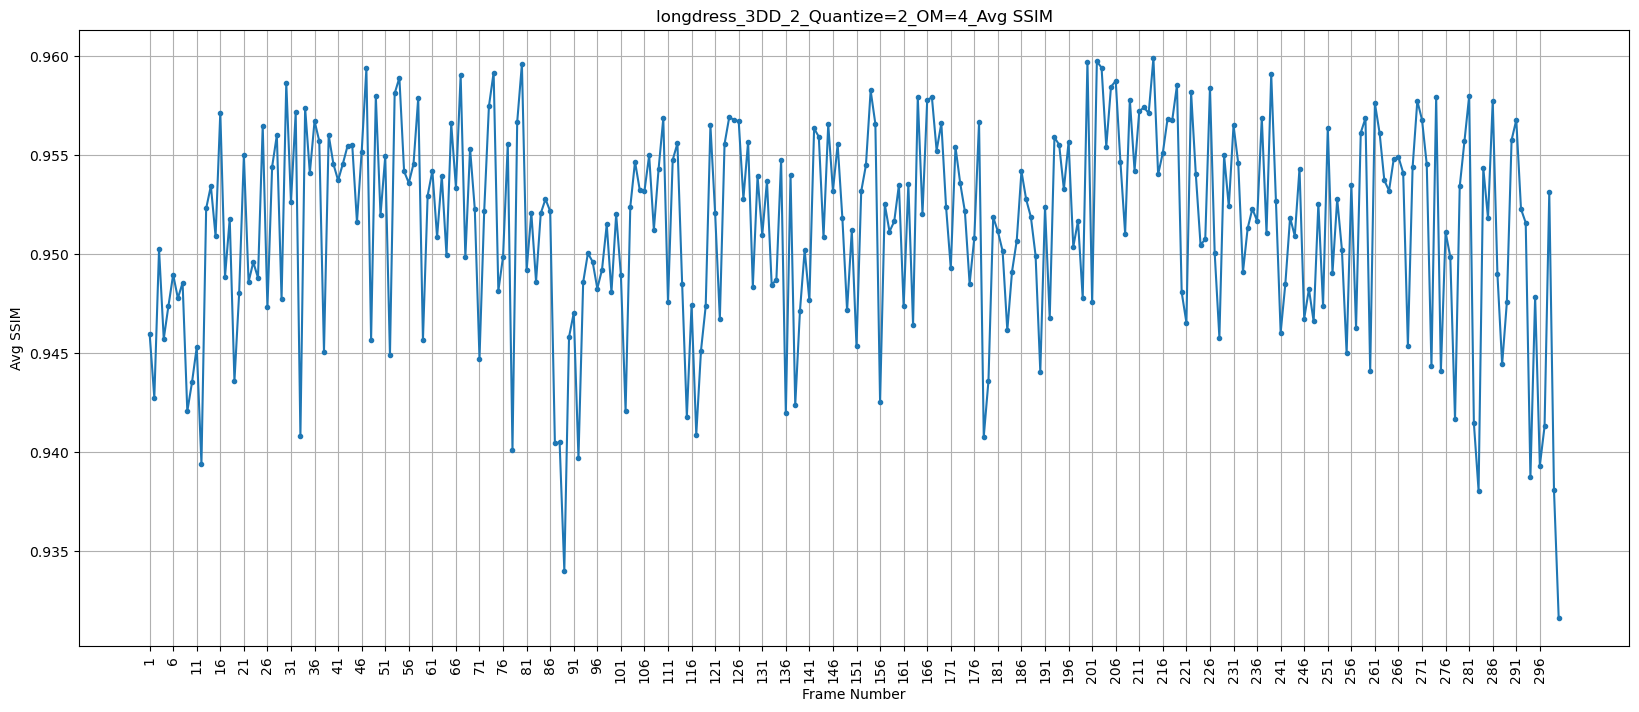 longdress_3DD_2_Quantize=2_OM=4_Avg SSIM
Avg SSIM
0.960
0.955
0.950
0.945
0.940
0.935
1 6 11 16 21 26 31 36 41 46 51 56 61 66 71 76 81 86 91 96 101 106 111 116 121 126 131 136 141 146 151 156 161 166 171 176 181 186 191 196 201 206 211 216 221 226 231 236 241 246 251 256 261 266 271 276 281 286 291 296
Frame Number